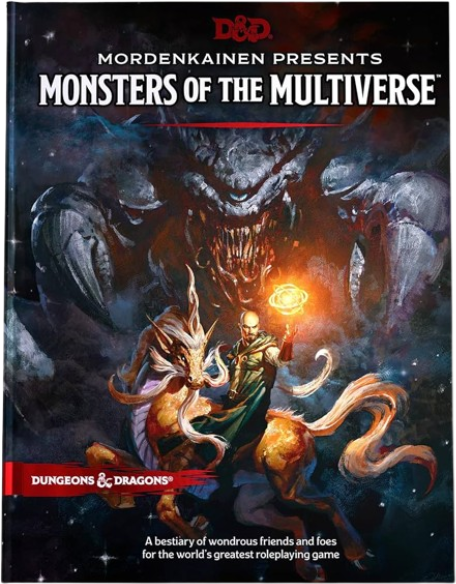 D&D
MORDENKAINEN PRESENTS
MONSTERS OF THE MULTIVERSE™
DUNGEONS & DRAGONS®
A bestiary of wondrous friends and foes
for the world's greatest roleplaying game